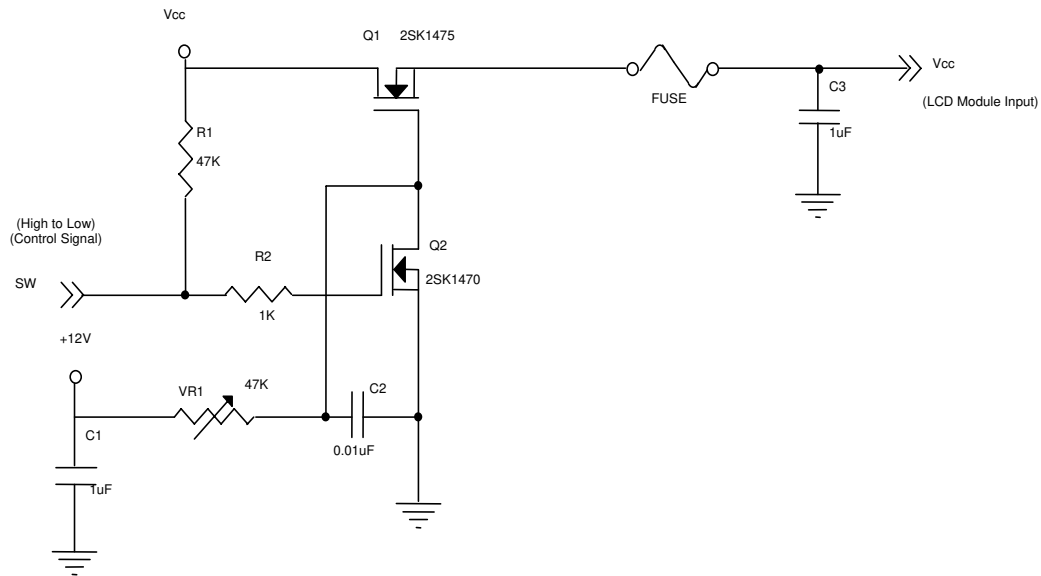 Vcc
Q1 2SK1475
Vcc
FUSE
C3
(LCD Module Input)
R1
1uF
47K
(High to Low)
(Control Signal)
Q2
R2
SW
2SK1470
1K
+12V
VR1
47K
C2
C1
0.01uF
1uF